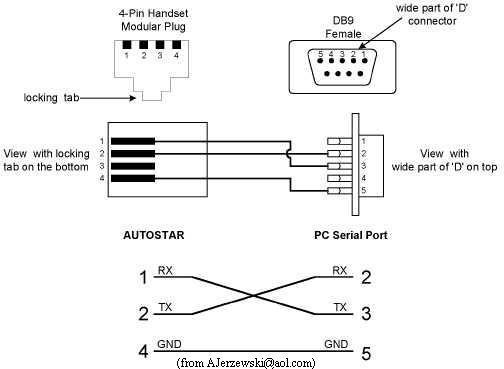 4-Pin Handset
Modular Plug
1 2 3 4
locking tab
wide part of 'D'
connector
DB9
Female
5 4 3 2 1
View with locking
tab on the bottom
1
2
3
4
1
2
3
4
5
View with
wide part of 'D' on top
AUTOSTAR PC Serial Port
1 RX RX 2
2 TX TX 3
4 GND GND 5
(from AJerzewski@aol.com)